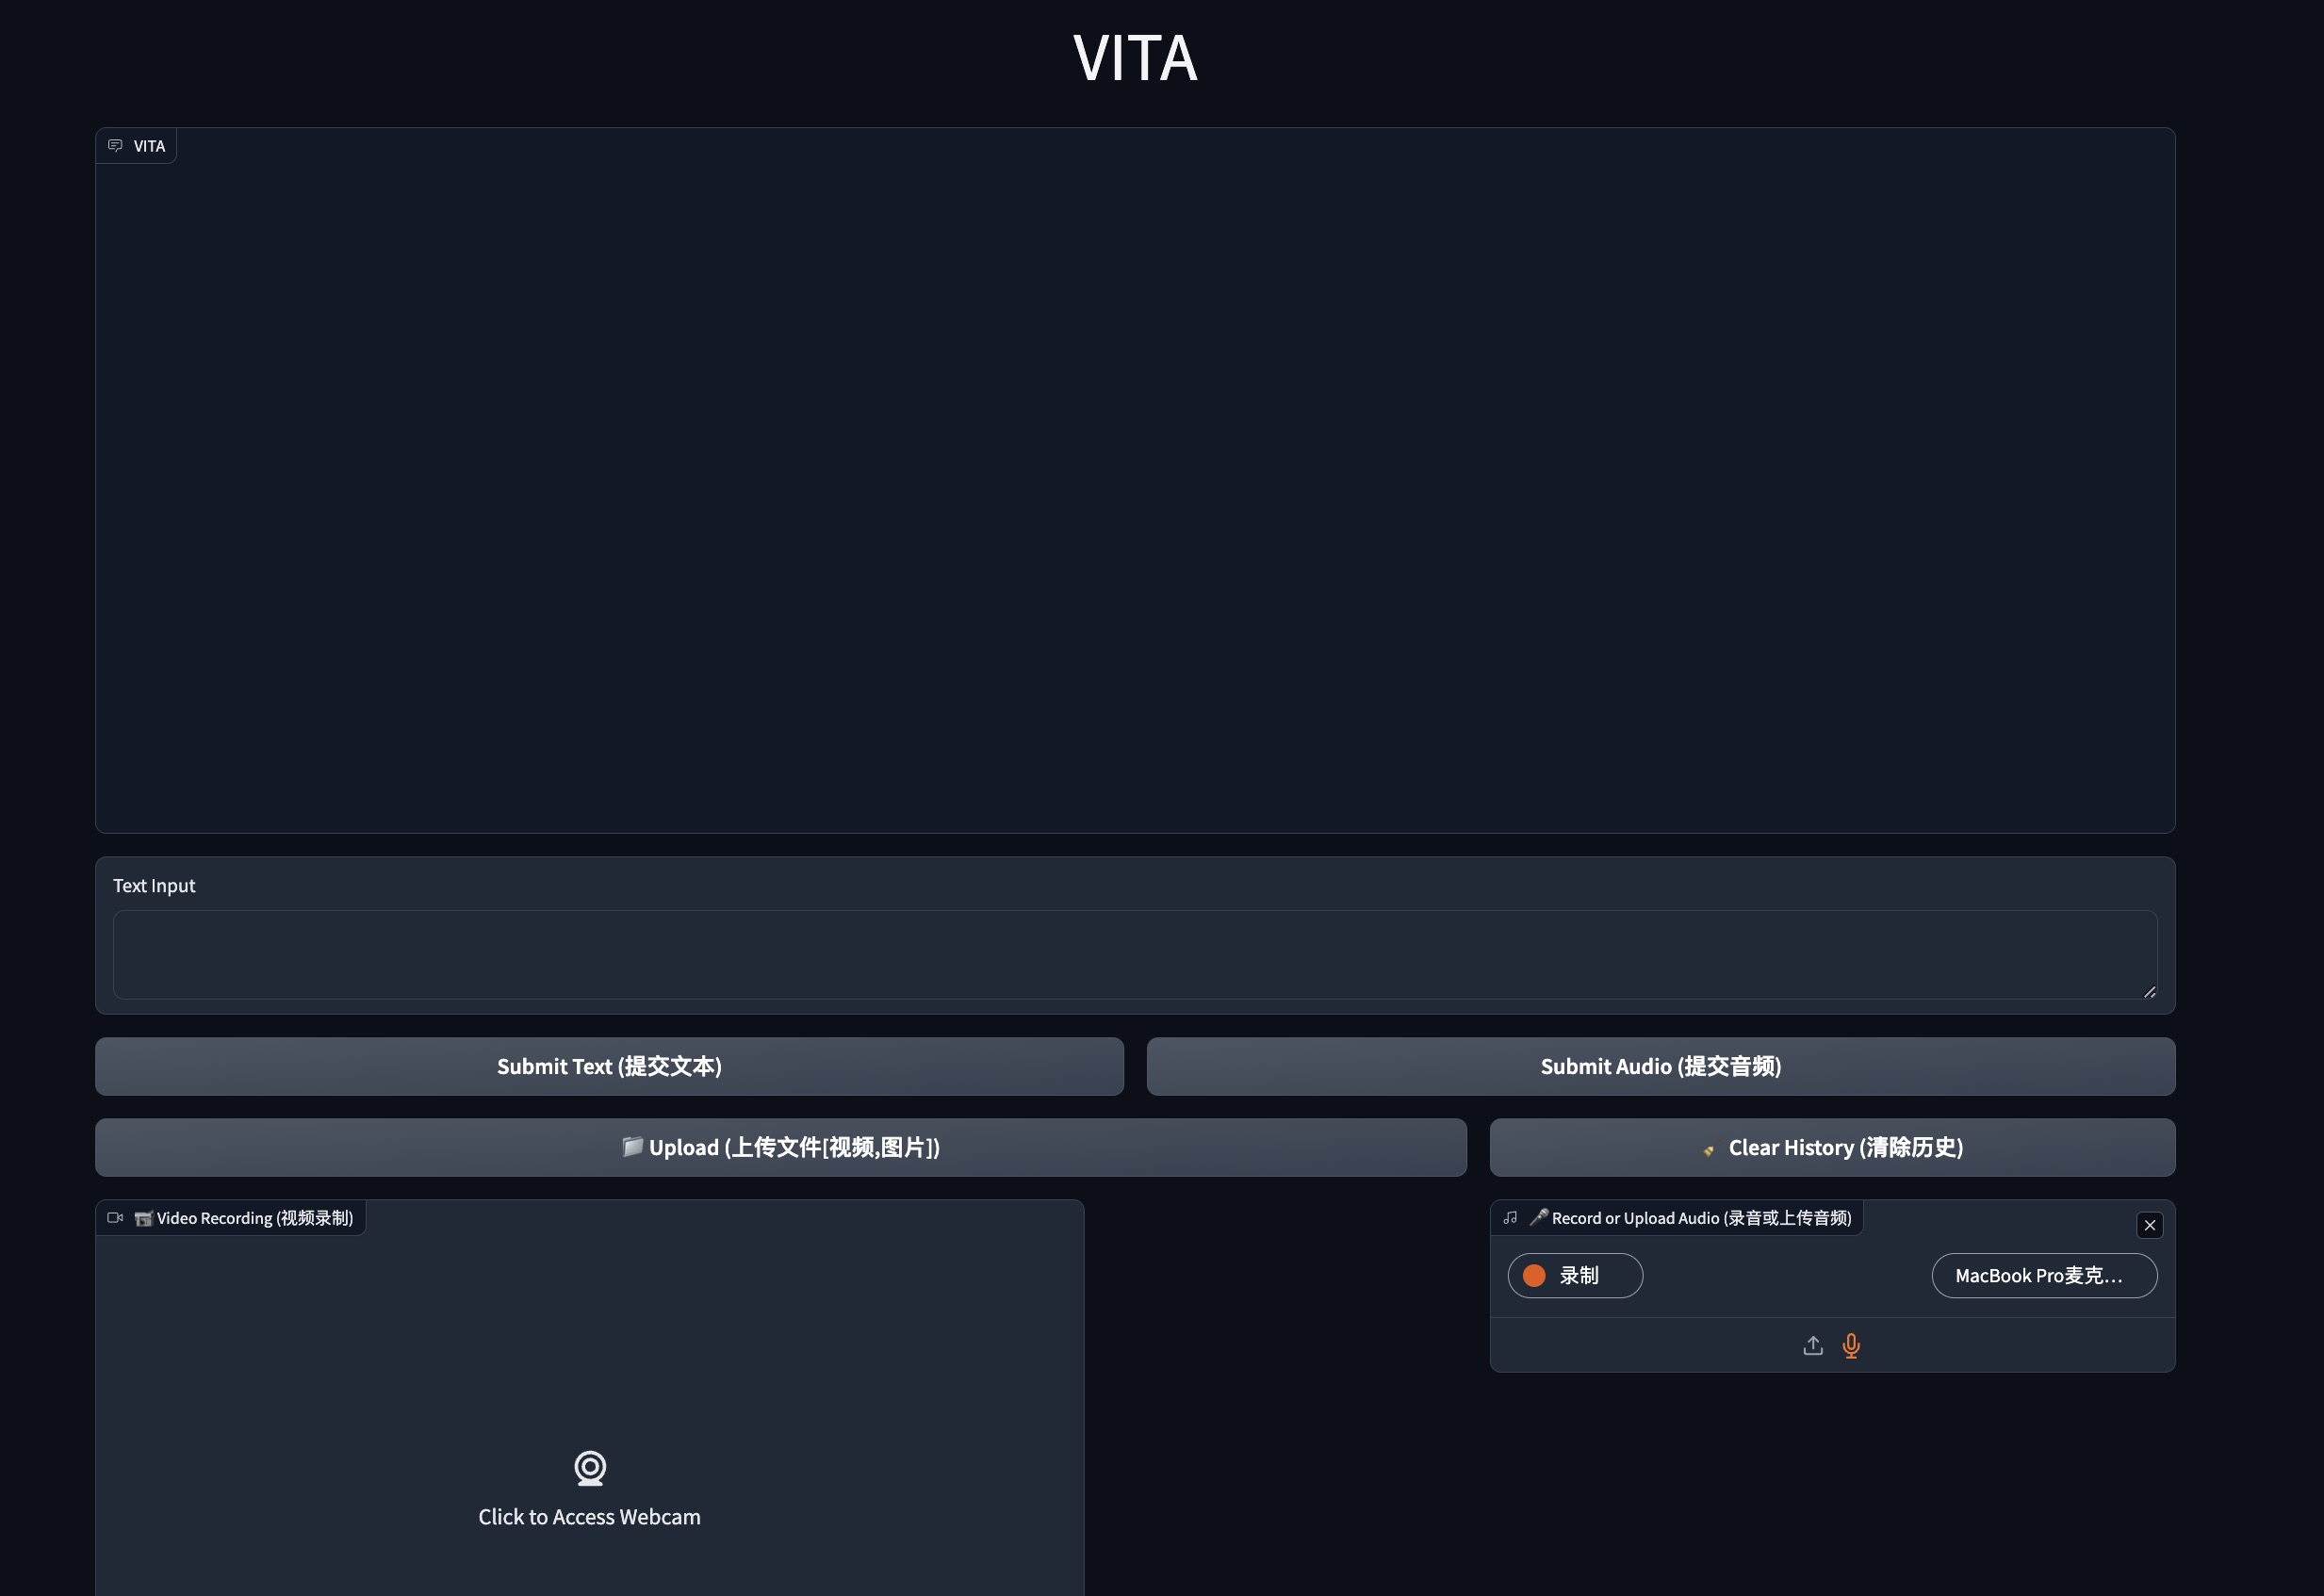 VITA
VITA
Text Input
Submit Text (提交文本)
Submit Audio (提交音频)
Upload (上传文件[视频,图片])
Clear History (清除历史)
Video Recording (视频录制)
Record or Upload Audio (录音或上传音频)
录制
MacBook Pro麦克...
Click to Access Webcam